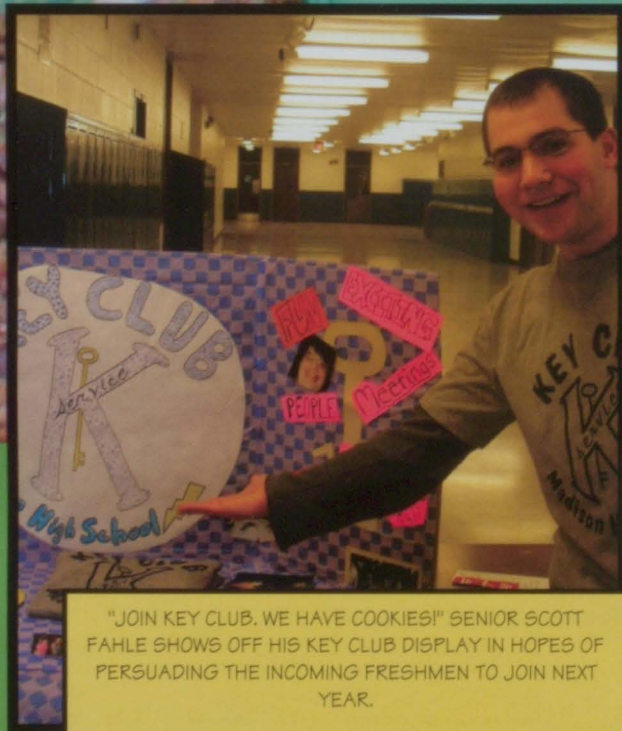 KEY CLUB
K
service
High School
FUN
EXCITING
PEOPLE
Meetings
KEY C
service
Madison
"JOIN KEY CLUB. WE HAVE COOKIES!" SENIOR SCOTT
FAHLE SHOWS OFF HIS KEY CLUB DISPLAY IN HOPES OF
PERSUADING THE INCOMING FRESHMEN TO JOIN NEXT
YEAR.